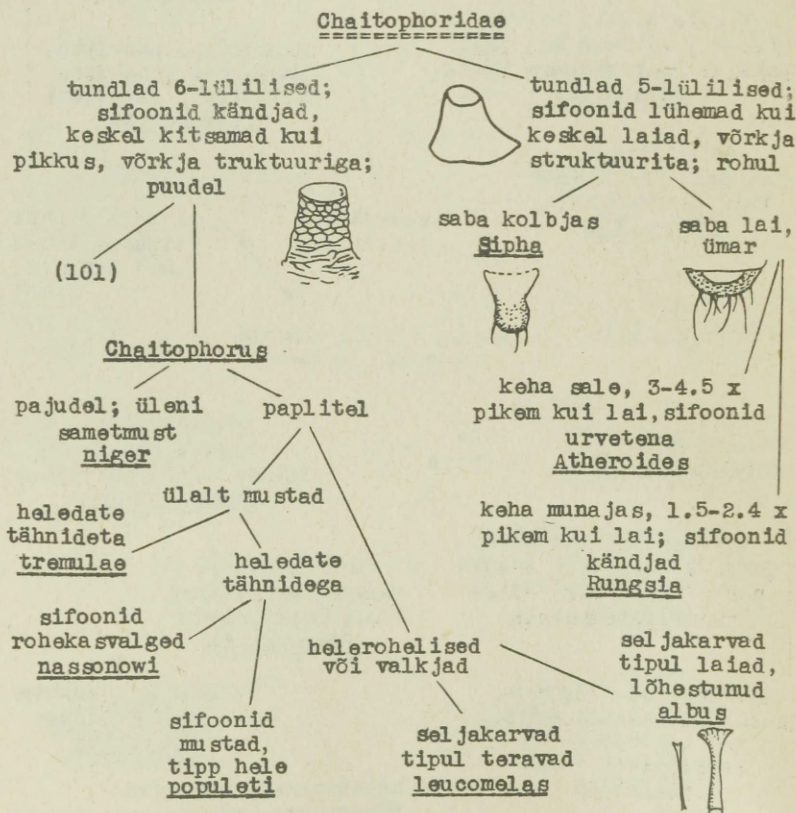 Chaitophoridae
tundlad 6-lülilised;
sifoonid kändjad,
keskel kitsamad kui
pikkus, võrkja truktuuriga;
puudel
(101)
Chaitophorus
pajudel; üleni
sametmust
niger
paplitel
ülalt mustad
heledate
tähnideta
tremulae
heledate
tähnidega
sifoonid
rohekasvalged
nassonowi
sifoonid
mustad,
tipp hele
populeti
helerohelised
või valkjad
seljakarvad
tipul teravad
leucomelas
seljakarvad
tipul laiad,
lõhestunud
albus
tundlad 5-lülilised;
sifoonid lühemad kui
keskel laiad, võrkja
struktuurita; rohul
saba kolbjas
Sipha
saba lai,
ümar
keha sale, 3-4.5 x
pikem kui lai, sifoonid
urvetena
Atheroides
keha munajas, 1.5-2.4 x
pikem kui lai; sifoonid
kändjad
Rungsia